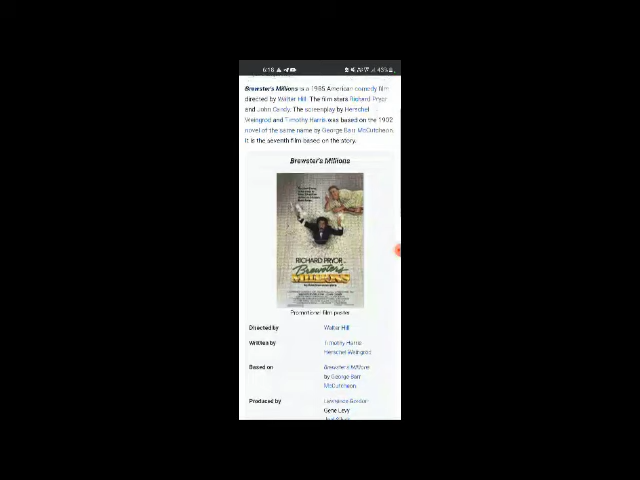 6:18
43%
Brewster's Millions is a 1985 American comedy film
directed by Walter Hill. The film stars Richard Pryor
and John Candy. The screenplay by Herschel
Weingrod and Timothy Harris was based on the 1902
novel of the same name by George Barr McCutcheon.
It is the seventh film based on the story.
Brewster's Millions
RICHARD PRYOR
Brewster's
MILLIONS
Promotional film poster
Directed by
Walter Hill
Written by
Timothy Harris
Herschel Weingrod
Based on
Brewster's Millions
by George Barr
McCutcheon
Produced by
Lawrence Gordon
Gene Levy